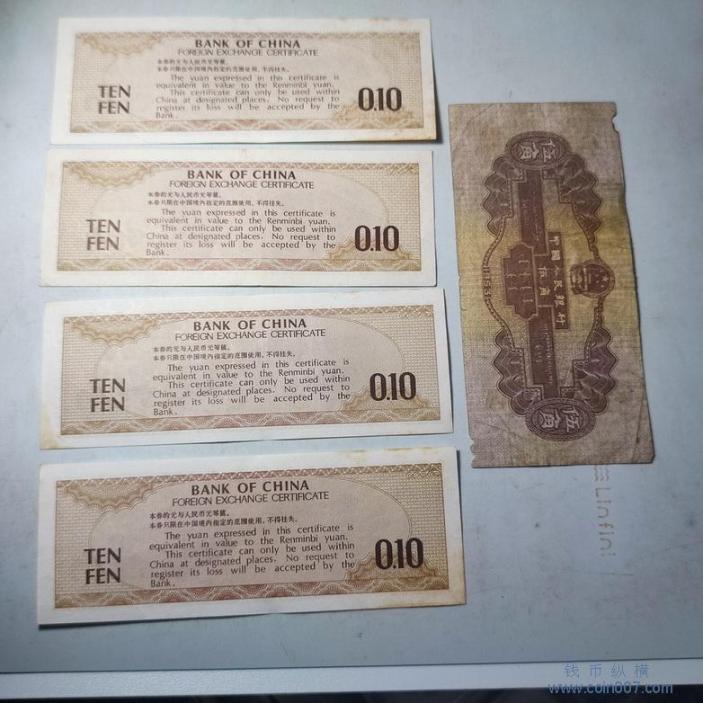 BANK OF CHINA
FOREIGN EXCHANGE CERTIFICATE
本券的元与人民币元等值。
本券只限在中国境内指定的范围使用,不得挂失。
The yuan expressed in this certificate is
equivalent in value to the Renminbi yuan.
This certificate can only be used within
China at designated places. No request to
register its loss will be accepted by the
Bank.
TEN
FEN
0.10
BANK OF CHINA
FOREIGN EXCHANGE CERTIFICATE
本券的元与人民币元等值。
本券只限在中国境内指定的范围使用,不得挂失。
The yuan expressed in this certificate is
equivalent in value to the Renminbi yuan.
This certificate can only be used within
China at designated places. No request to
register its loss will be accepted by the
Bank.
TEN
FEN
0.10
BANK OF CHINA
FOREIGN EXCHANGE CERTIFICATE
本券的元与人民币元等值。
本券只限在中国境内指定的范围使用,不得挂失。
The yuan expressed in this certificate is
equivalent in value to the Renminbi yuan.
This certificate can only be used within
China at designated places. No request to
register its loss will be accepted by the
Bank.
TEN
FEN
0.10
BANK OF CHINA
FOREIGN EXCHANGE CERTIFICATE
本券的元与人民币元等值。
本券只限在中国境内指定的范围使用,不得挂失。
The yuan expressed in this certificate is
equivalent in value to the Renminbi yuan.
This certificate can only be used within
China at designated places. No request to
register its loss will be accepted by the
Bank.
TEN
FEN
0.10
伍角
中國人民銀行
伍角
伍角
钱币纵横
www.coin007.com